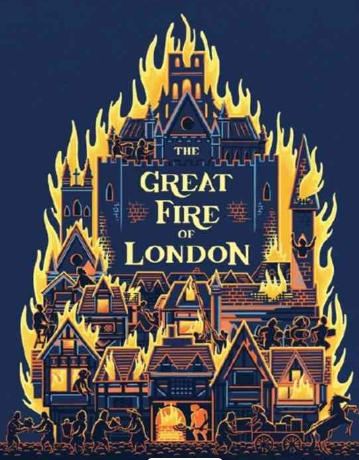 THE
GREAT
FIRE
OF
LONDON